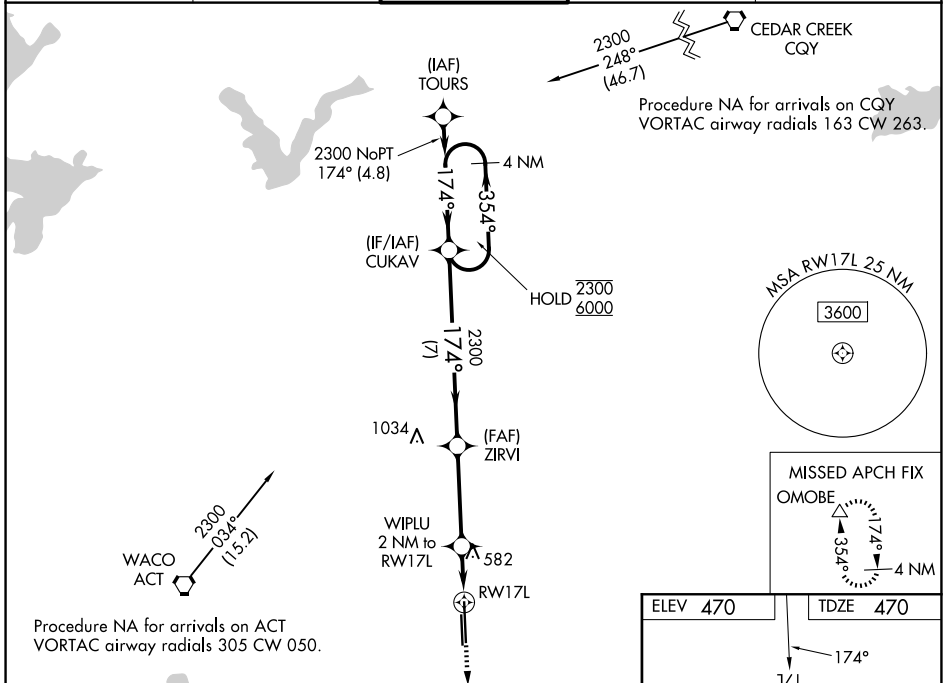 CEDAR CREEK
CQY
2300
248°
(46.7)
Procedure NA for arrivals on CQY
VORTAC airway radials 163 CW 263.
(IAF)
TOURS
2300 NoPT
174° (4.8)
4 NM
174°
354°
(IF/IAF)
CUKAV
HOLD 2300
6000
2300
174°
(7)
MSA RW17L 25 NM
3600
1034
(FAF)
ZIRVI
MISSED APCH FIX
OMOBE
174°
354°
4 NM
2300
034°
(15.2)
WACO
ACT
WIPLU
2 NM to
RW17L
582
RW17L
Procedure NA for arrivals on ACT
VORTAC airway radials 305 CW 050.
ELEV 470
TDZE 470
174°